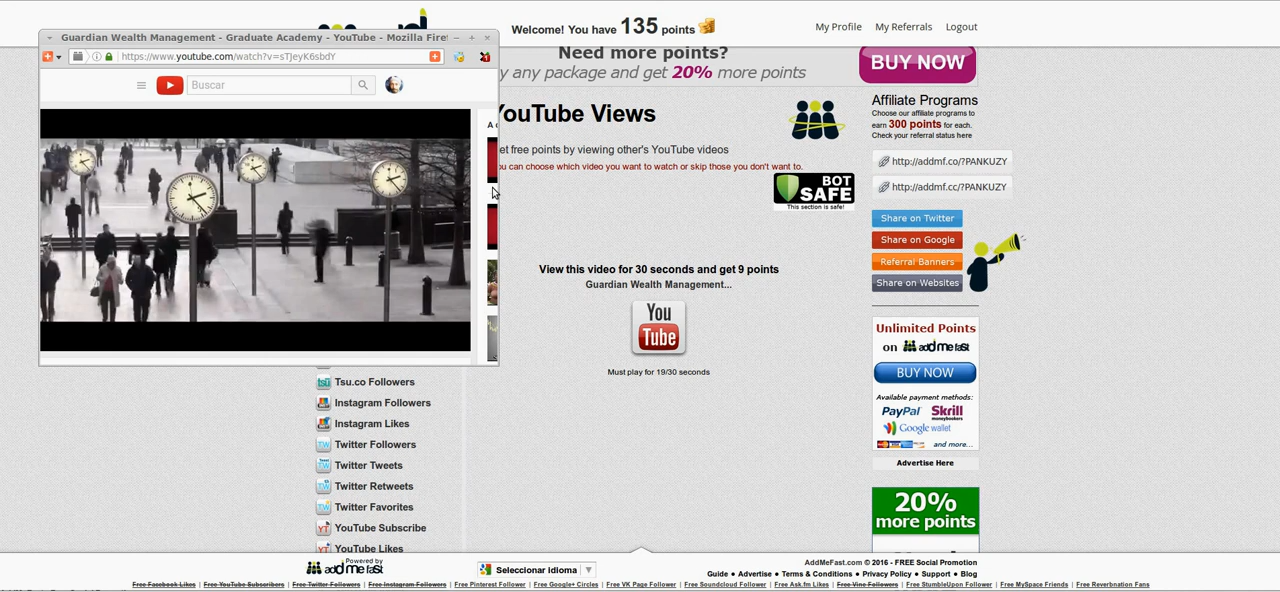 Welcome! You have 135 points
My Profile
My Referrals
Logout
Guardian Wealth Management - Graduate Academy - YouTube - Mozilla Firef
https://www.youtube.com/watch?v=sTJeyK6sbdY
Buscar
Need more points?
y any package and get 20% more points
BUY NOW
YouTube Views
et free points by viewing other's YouTube videos
ou can choose which video you want to watch or skip those you don't want to.
BOT
SAFE
This section is safe!
View this video for 30 seconds and get 9 points
Guardian Wealth Management...
You
Tube
Must play for 19/30 seconds
Affiliate Programs
Choose our affiliate programs to
earn 300 points for each.
Check your referral status here
http://addmf.co/?PANKUZY
http://addmf.cc/?PANKUZY
Share on Twitter
Share on Google
Referral Banners
Share on Websites
Unlimited Points
on addmefast
BUY NOW
Available payment methods:
PayPal Skrill
moneybookers
Google wallet
and more...
Advertise Here
20%
more points
Tsu.co Followers
Instagram Followers
Instagram Likes
Twitter Followers
Twitter Tweets
Twitter Retweets
Twitter Favorites
YouTube Subscribe
YouTube Likes
Powered by
addmefast
Seleccionar idioma ▼
AddMeFast.com © 2016 - FREE Social Promotion
Guide • Advertise • Terms & Conditions • Privacy Policy • Support • Blog
Free Facebook Likes | Free YouTube Subscribers | Free Twitter Followers | Free Instagram Followers | Free Pinterest Follower | Free Google+ Circles | Free VK Page Follower | Free Soundcloud Follower | Free Ask.fm Likes | Free Vine Followers | Free StumbleUpon Follower | Free MySpace Friends | Free Reverbnation Fans